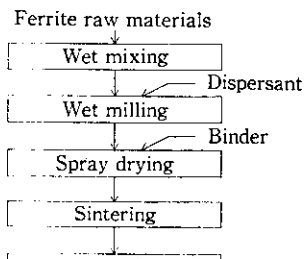 Ferrite raw materials
Wet mixing
Dispersant
Wet milling
Binder
Spray drying
Sintering